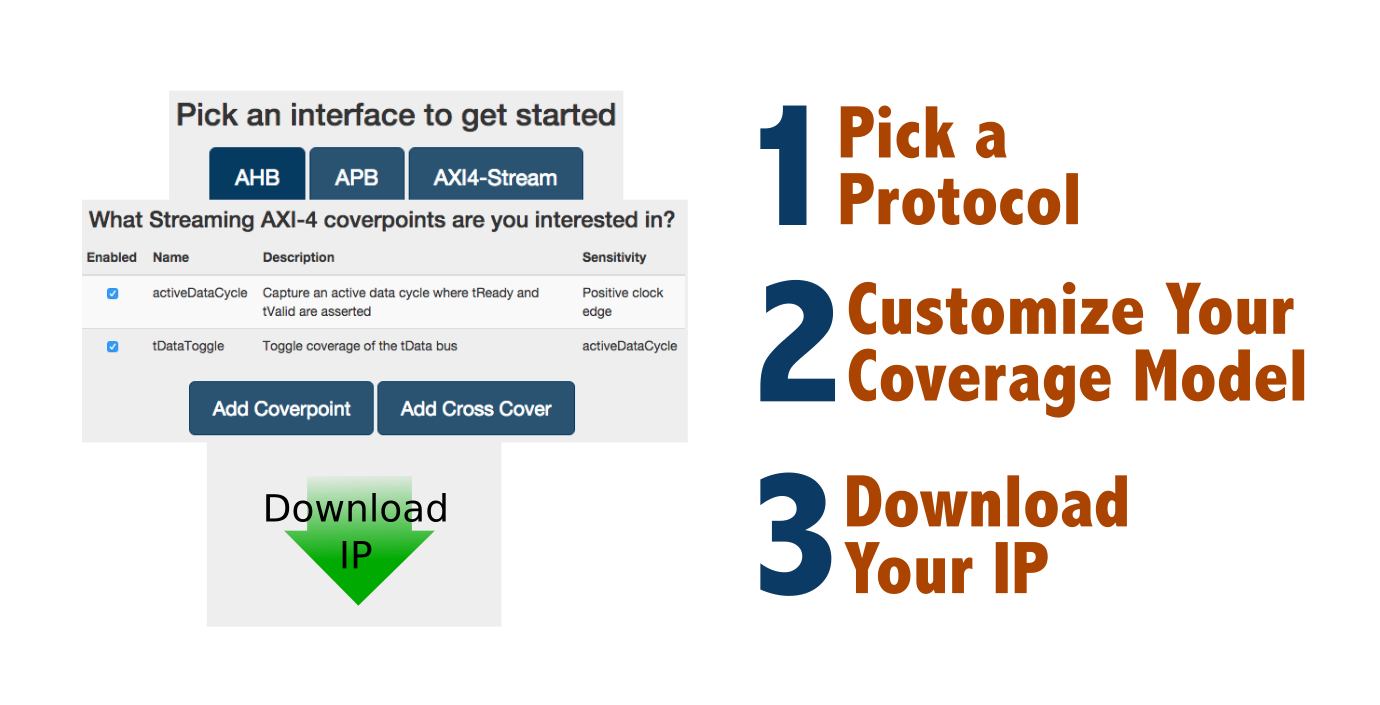 Pick an interface to get started
AHB APB AXI4-Stream
What Streaming AXI-4 coverpoints are you interested in?
Enabled Name Description Sensitivity
activeDataCycle Capture an active data cycle where tReady and Positive clock
tValid are asserted edge
tDataToggle Toggle coverage of the tData bus activeDataCycle
Add Coverpoint Add Cross Cover
Download
IP
1 Pick a
Protocol
2 Customize Your
Coverage Model
3 Download
Your IP